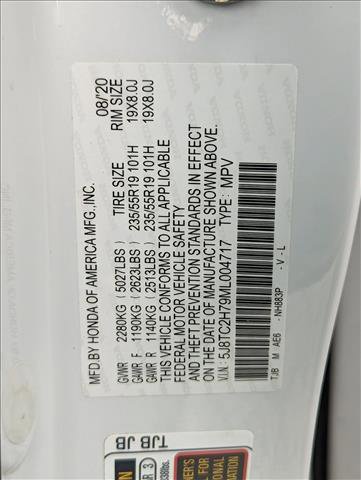 MFD.BY HONDA OF AMERICA MFG.,INC. 08/'20
GVWR 2280KG (5027LBS) TIRE SIZE RIM SIZE
GAWR F 1190KG (2623LBS) 235/55R19 101H 19X8.0J
GAWR R 1140KG (2513LBS) 235/55R19 101H 19X8.0J
THIS VEHICLE CONFORMS TO ALL APPLICABLE
FEDERAL MOTOR VEHICLE SAFETY
AND THEFT PREVENTION STANDARDS IN EFFECT
ON THE DATE OF MANUFACTURE SHOWN ABOVE.
V.I.N: 5J8TC2H79ML004717 TYPE: MPV
TJB M AE6 - NH883P - V - L
TJB JB